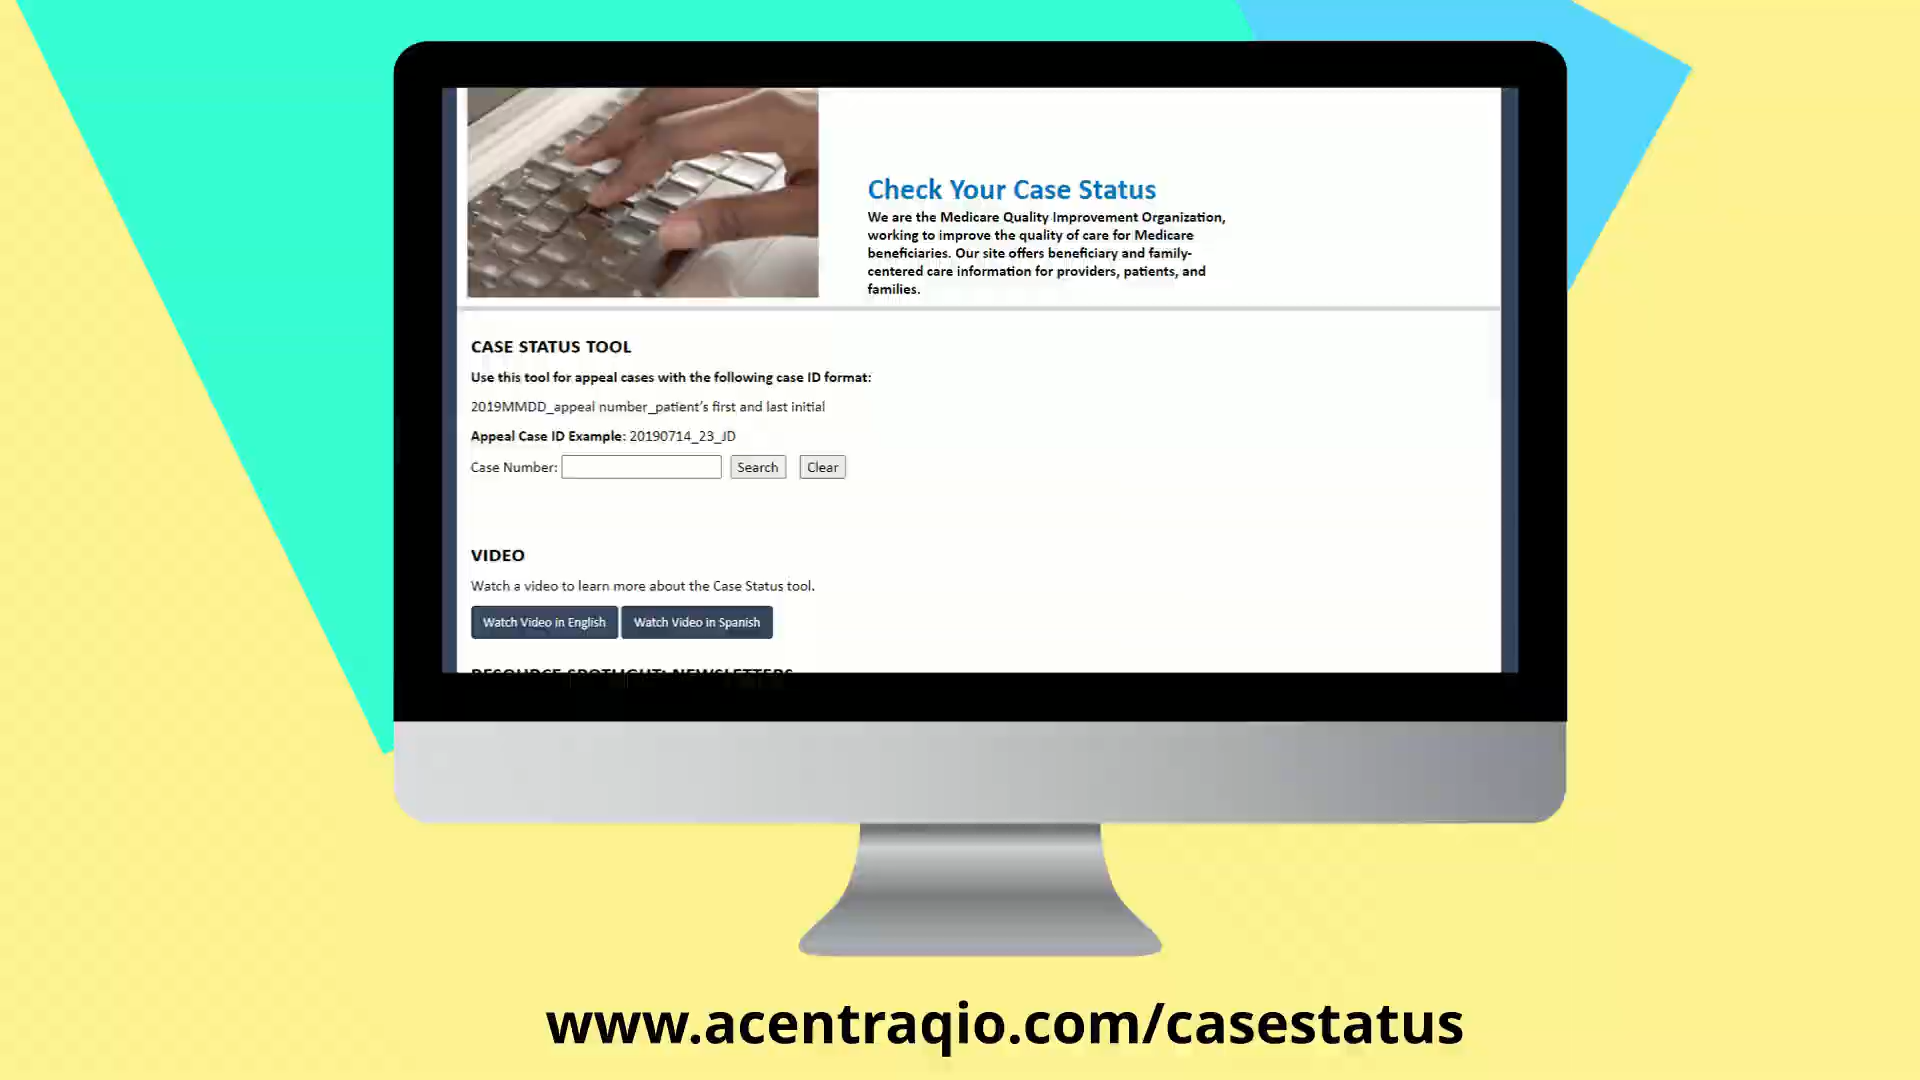 Check Your Case Status
We are the Medicare Quality Improvement Organization,
working to improve the quality of care for Medicare
beneficiaries. Our site offers beneficiary and family-
centered care information for providers, patients, and
families.
CASE STATUS TOOL
Use this tool for appeal cases with the following case ID format:
2019MMDD_appeal number_patient's first and last initial
Appeal Case ID Example: 20190714_23_JD
Case Number: Search Clear
VIDEO
Watch a video to learn more about the Case Status tool.
Watch Video in English Watch Video in Spanish
RESOURCE SPOTLIGHT: NEWSLETTERS
www.acentraqio.com/casestatus